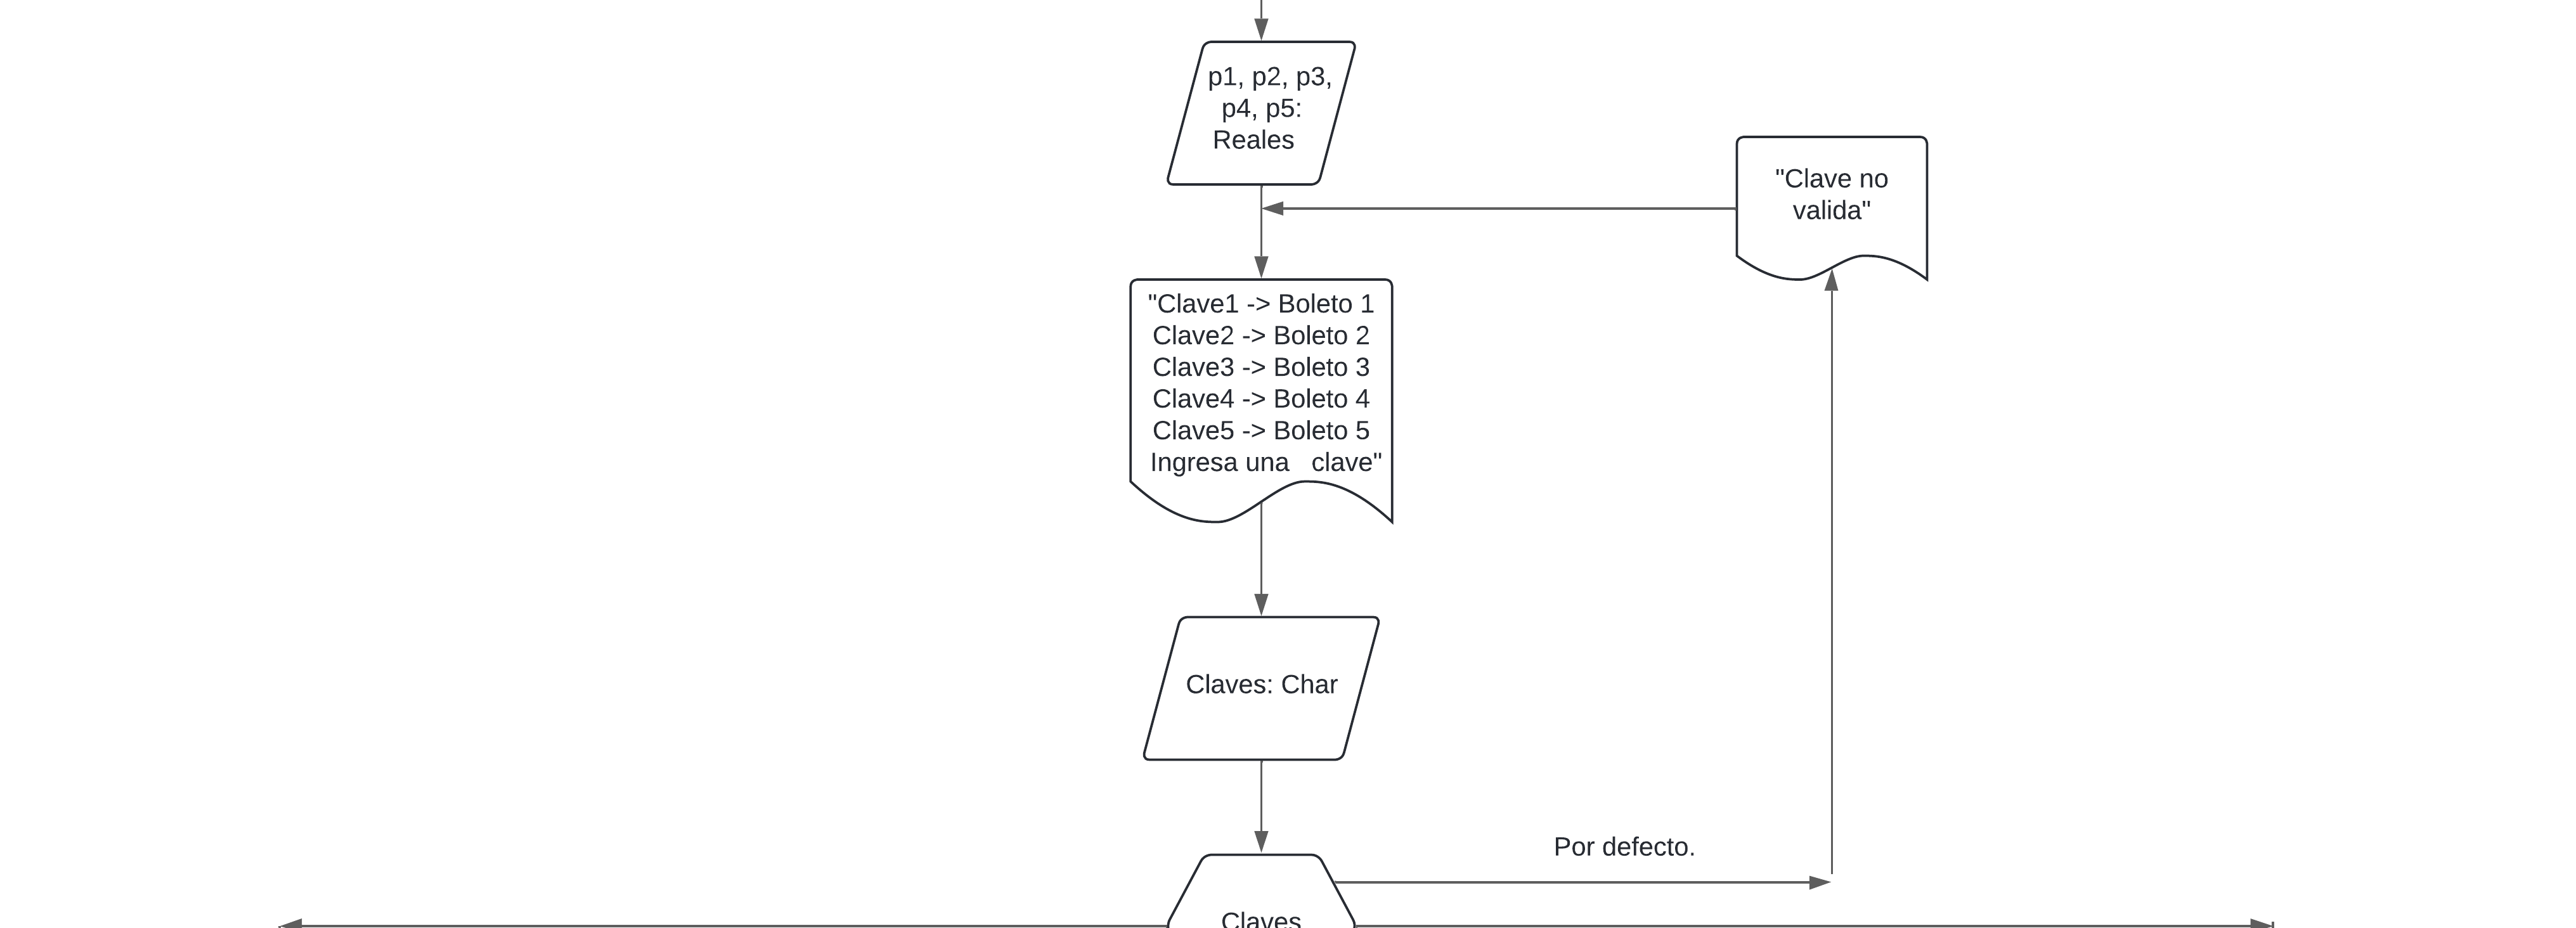 p1, p2, p3,
p4, p5:
Reales
"Clave no
valida"
"Clave1 -> Boleto 1
Clave2 -> Boleto 2
Clave3 -> Boleto 3
Clave4 -> Boleto 4
Clave5 -> Boleto 5
Ingresa una clave"
Claves: Char
Por defecto.
Claves